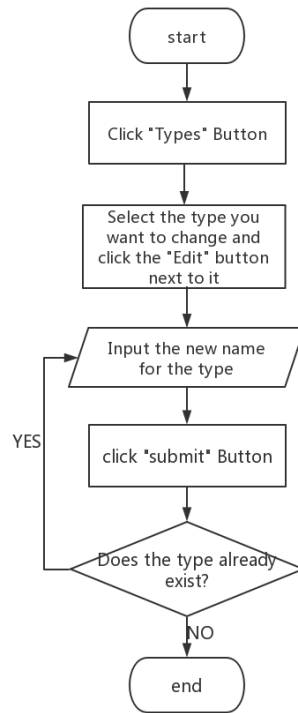 start
Click "Types" Button
Select the type you
want to change and
click the "Edit" button
next to it
Input the new name
for the type
YES
click "submit" Button
Does the type already
exist?
NO
end